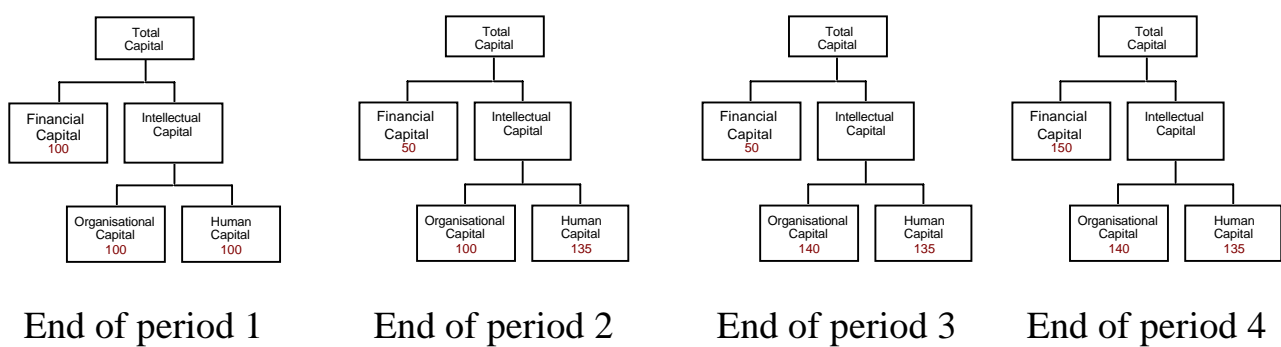 Total
Capital
Financial
Capital
100
Intellectual
Capital
Organisational
Capital
100
Human
Capital
100
End of period 1
Total
Capital
Financial
Capital
50
Intellectual
Capital
Organisational
Capital
100
Human
Capital
135
End of period 2
Total
Capital
Financial
Capital
50
Intellectual
Capital
Organisational
Capital
140
Human
Capital
135
End of period 3
Total
Capital
Financial
Capital
150
Intellectual
Capital
Organisational
Capital
140
Human
Capital
135
End of period 4